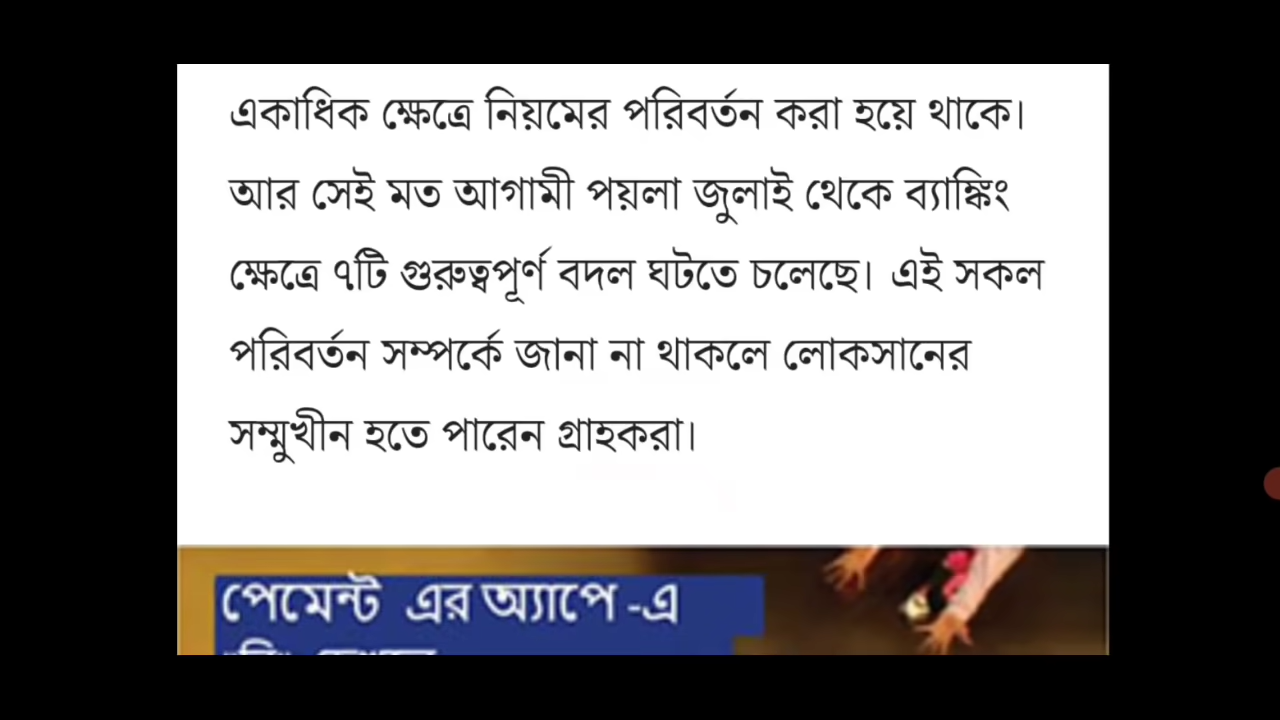 একাধিক ক্ষেত্রে নিয়মের পরিবর্তন করা হয়ে থাকে।
আর সেই মত আগামী পয়লা জুলাই থেকে ব্যাঙ্কিং
ক্ষেত্রে ৭টি গুরুত্বপূর্ণ বদল ঘটতে চলেছে। এই সকল
পরিবর্তন সম্পর্কে জানা না থাকলে লোকসানের
সম্মুখীন হতে পারেন গ্রাহকরা।
পেমেন্ট এর অ্যাপে -এ